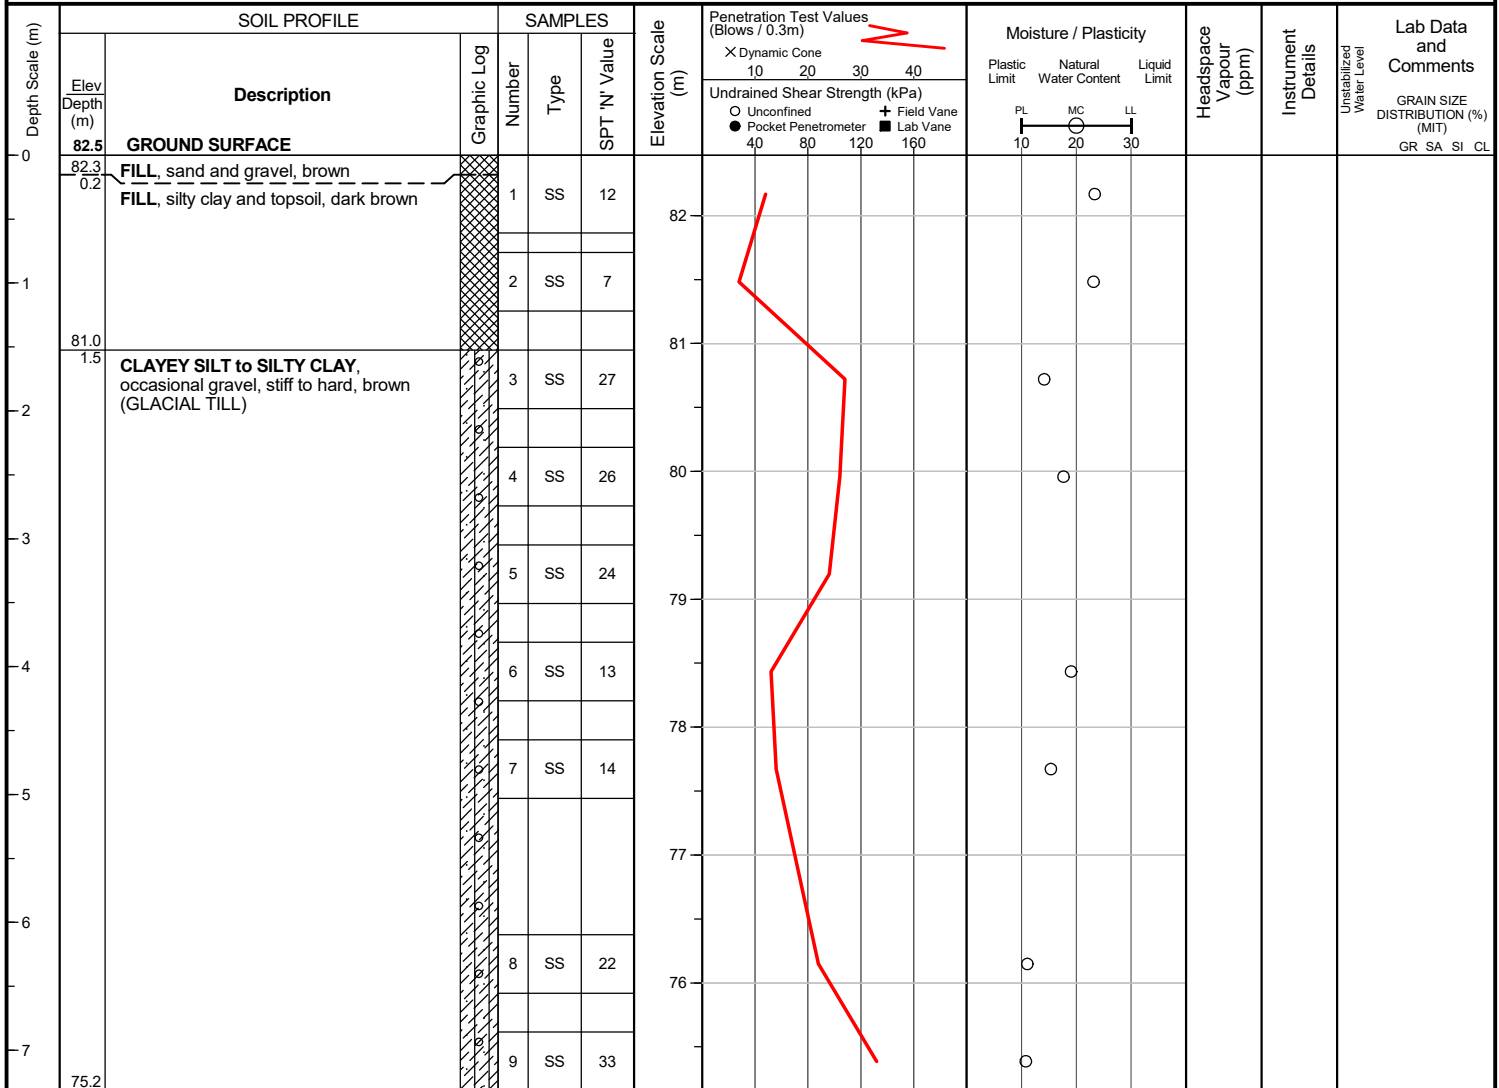 SOIL PROFILE
SAMPLES
Depth Scale (m)
Elev
Depth
(m)
Description
Graphic Log
Number
Type
SPT 'N' Value
Elevation Scale
(m)
Penetration Test Values
(Blows / 0.3m)
× Dynamic Cone
10 20 30 40
Undrained Shear Strength (kPa)
Unconfined + Field Vane
Pocket Penetrometer Lab Vane
40 80 120 160
Moisture / Plasticity
Plastic Natural Liquid
Limit Water Content Limit
PL MC LL
10 20 30
Headspace
Vapour
(ppm)
Instrument
Details
Unstabilized
Water Level
Lab Data
and
Comments
GRAIN SIZE
DISTRIBUTION (%)
(MIT)
GR SA SI CL
82.5 GROUND SURFACE
0
82.3 FILL, sand and gravel, brown
0.2
FILL, silty clay and topsoil, dark brown
1 SS 12
82
1
2 SS 7
81.0
81
1.5
CLAYEY SILT to SILTY CLAY,
occasional gravel, stiff to hard, brown
(GLACIAL TILL)
3 SS 27
2
80
4 SS 26
3
5 SS 24
79
4
6 SS 13
78
7 SS 14
5
77
6
8 SS 22
76
7
9 SS 33
75.2